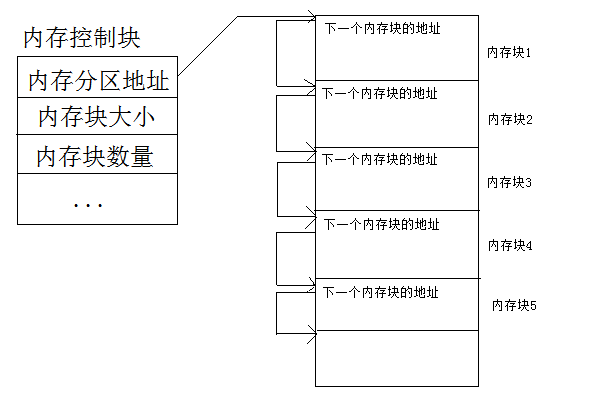 内存控制块
内存分区地址
内存块大小
内存块数量
...
下一个内存块的地址
内存块1
下一个内存块的地址
内存块2
下一个内存块的地址
内存块3
下一个内存块的地址
内存块4
下一个内存块的地址
内存块5